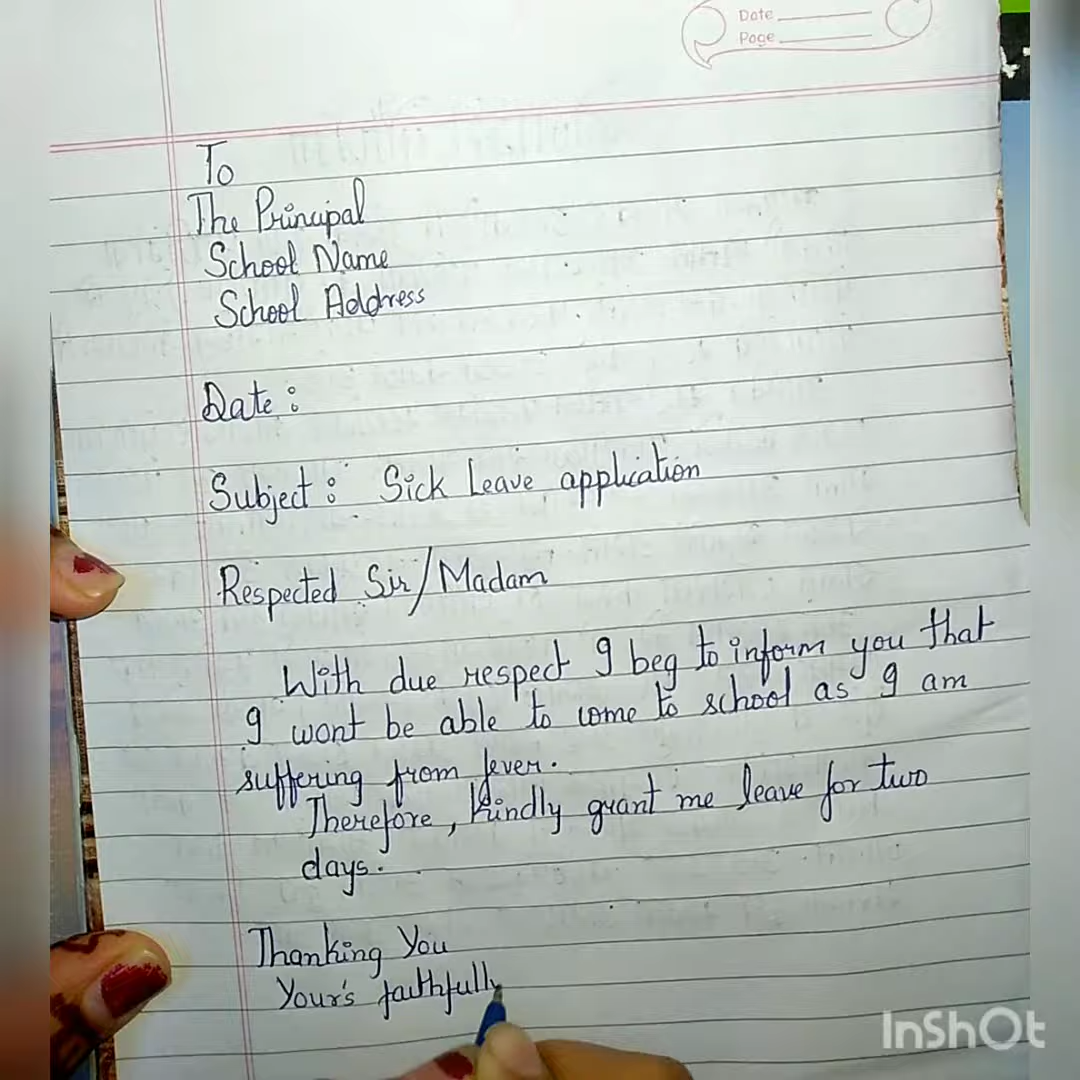 Date
Page
To
The Principal
School Name
School Address
Date :
Subject : Sick Leave application
Respected Sir/Madam
With due respect I beg to inform you that
I wont be able to come to school as I am
suffering from fever.
Therefore, kindly grant me leave for two
days.
Thanking You
Your's faithfully
InShOt